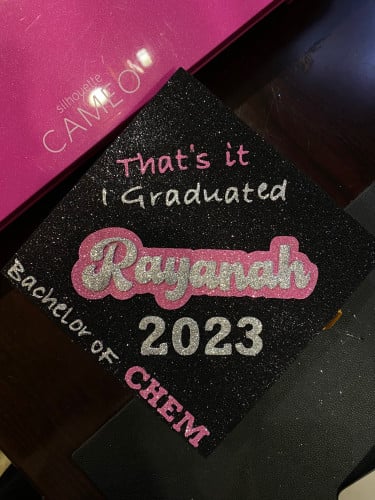 silhouette
CAMEO
That's it
I Graduated
Rayanah
2023
Bachelor OF
CHEM